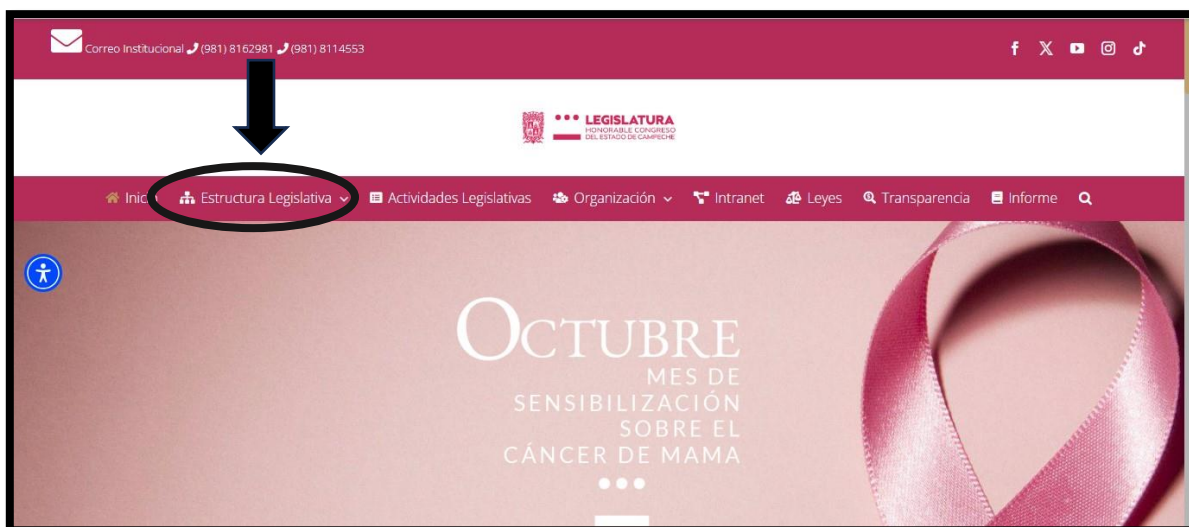 Correo Institucional (981) 8162981 (981) 8114553
LEGISLATURA
HONORABLE CONGRESO
DEL ESTADO DE CAMPECHE
Estructura Legislativa Actividades Legislativas Organización Intranet Leyes Transparencia Informe
OCTUBRE
MES DE
SENSIBILIZACIÓN
SOBRE EL
CÁNCER DE MAMA